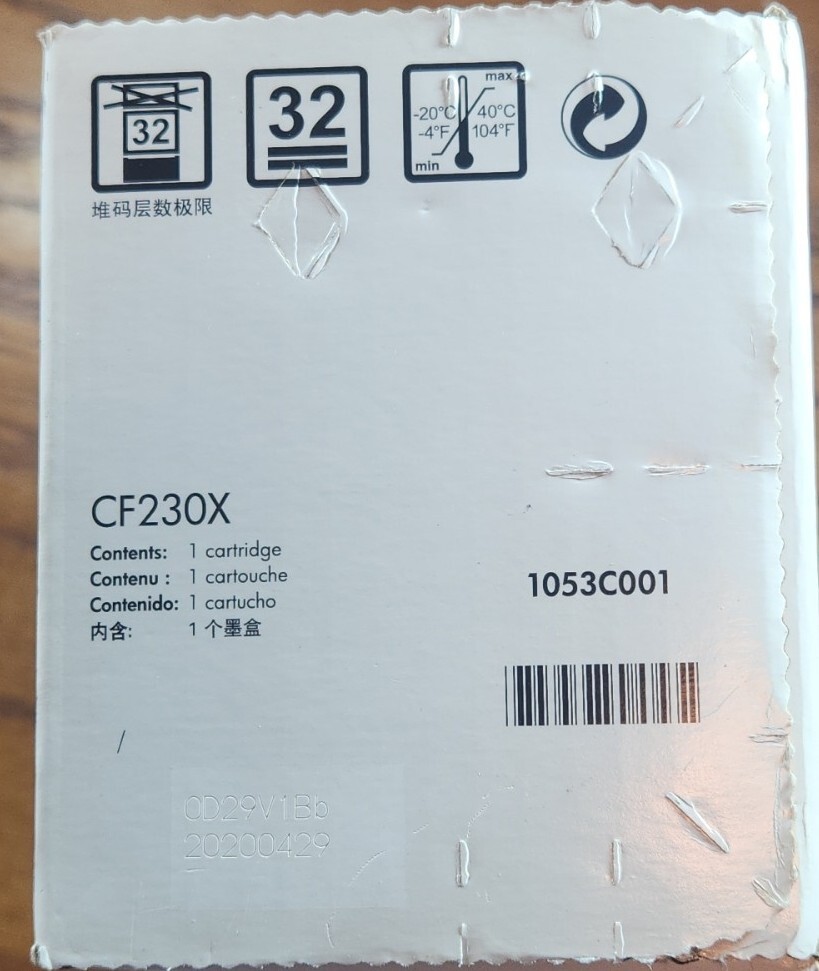 32
32
max
-20°C
40°C
-4°F
104°F
min
堆码层数极限
CF230X
Contents: 1 cartridge
Contenu : 1 cartouche
Contenido: 1 cartucho
内含: 1 个墨盒
1053C001
0D29V1Bb
20200429